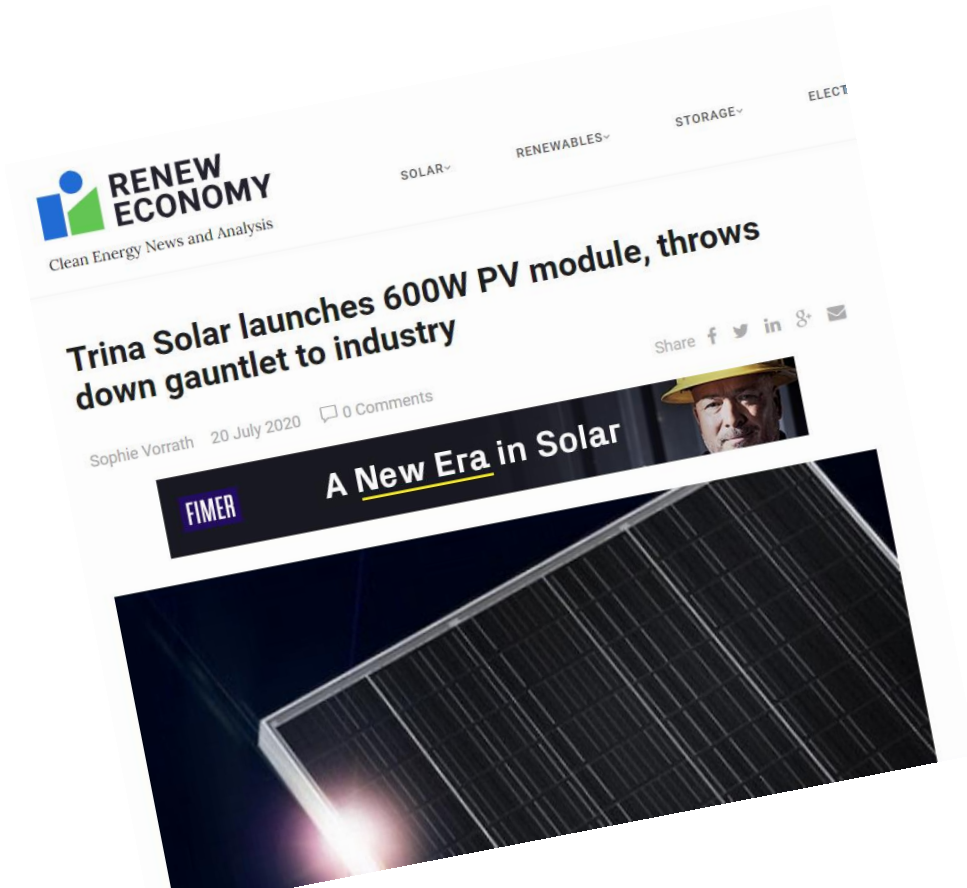 RENEW
ECONOMY
Clean Energy News and Analysis
SOLAR
RENEWABLES
STORAGE
Trina Solar launches 600W PV module, throws
down gauntlet to industry
Share
Sophie Vorrath 20 July 2020 0 Comments
FIMER
A New Era in Solar